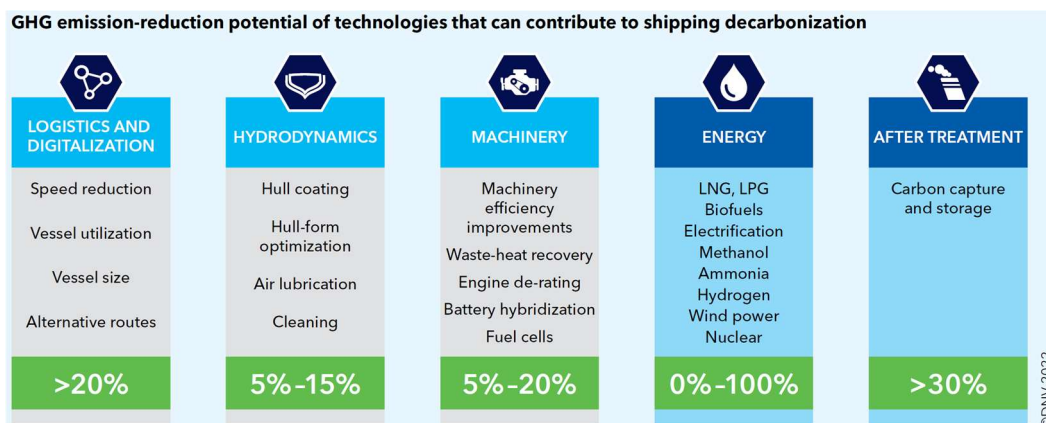 GHG emission-reduction potential of technologies that can contribute to shipping decarbonization
LOGISTICS AND
DIGITALIZATION
Speed reduction
Vessel utilization
Vessel size
Alternative routes
>20%
HYDRODYNAMICS
Hull coating
Hull-form
optimization
Air lubrication
Cleaning
5%–15%
MACHINERY
Machinery
efficiency
improvements
Waste-heat recovery
Engine de-rating
Battery hybridization
Fuel cells
5%–20%
ENERGY
LNG, LPG
Biofuels
Electrification
Methanol
Ammonia
Hydrogen
Wind power
Nuclear
0%–100%
AFTER TREATMENT
Carbon capture
and storage
>30%
©DNV 2022